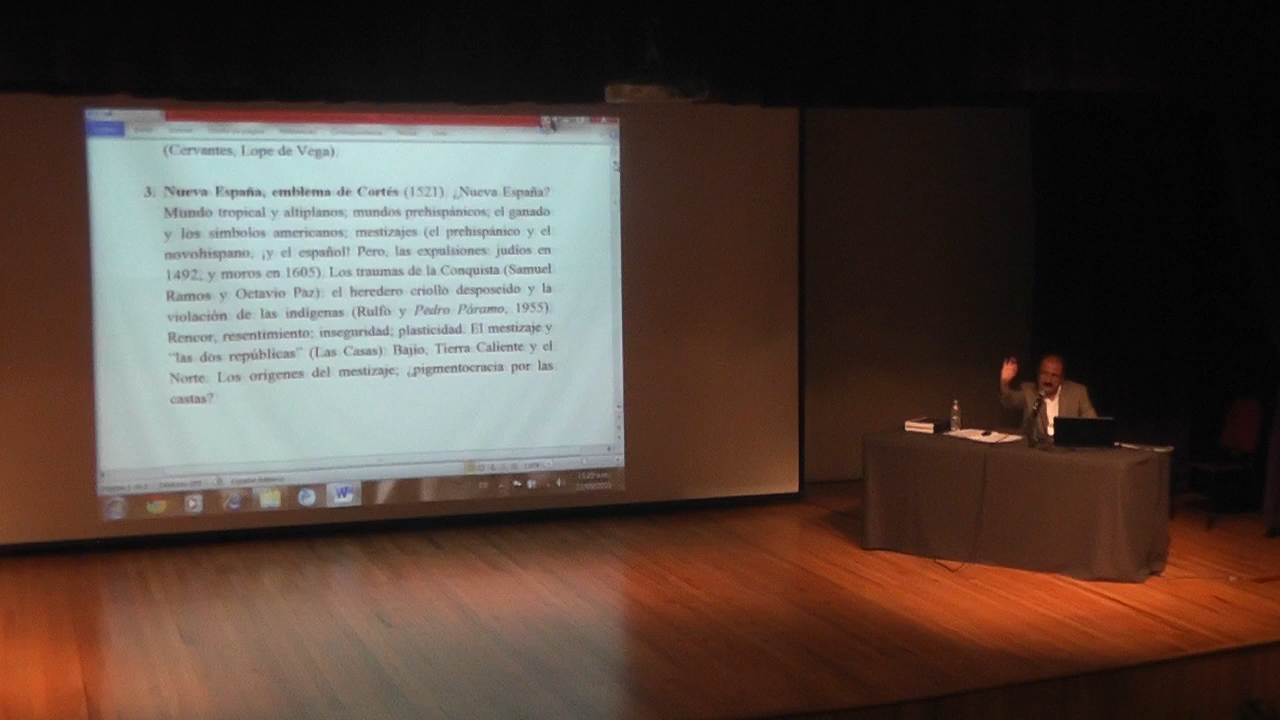 (Cervantes, Lope de Vega).
3. Nueva España, emblema de Cortés (1521). ¿Nueva España?
Mundo tropical y altiplanos; mundos prehispánicos; el ganado
y los símbolos americanos; mestizajes (el prehispánico y el
novohispano, ¡y el español! Pero, las expulsiones: judíos en
1492, y moros en 1605). Los traumas de la Conquista (Samuel
Ramos y Octavio Paz): el heredero criollo desposeído y la
violación de las indígenas (Rulfo y Pedro Páramo, 1955).
Rencor, resentimiento; inseguridad; plasticidad. El mestizaje y
"las dos repúblicas" (Las Casas): Bajío, Tierra Caliente y el
Norte. Los orígenes del mestizaje; ¿pigmentocracia por las
castas?